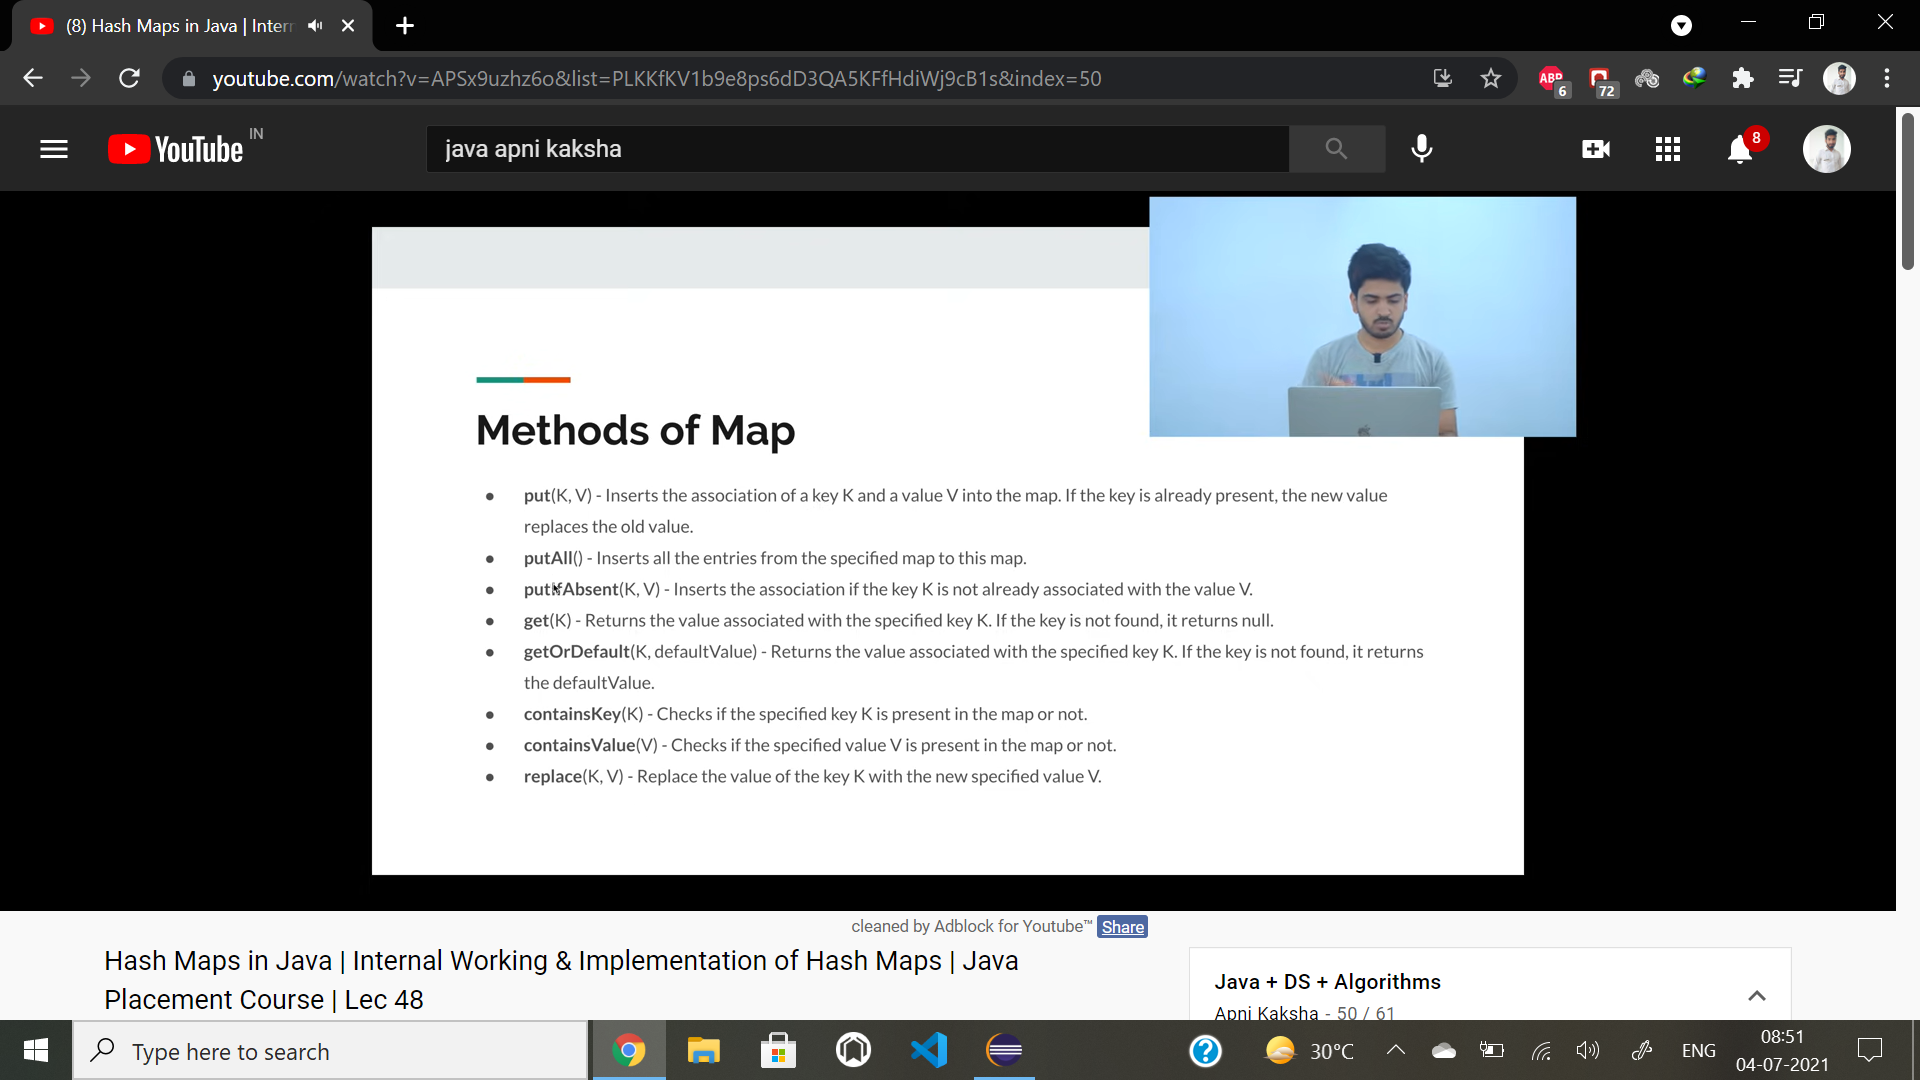 (8) Hash Maps in Java | Intern
youtube.com/watch?v=APSx9uzhz6o&list=PLKKfKV1b9e8ps6dD3QA5KFfHdiWj9cB1s&index=50
ABP
6
72
YouTube
IN
java apni kaksha
8
Methods of Map
● put(K, V) - Inserts the association of a key K and a value V into the map. If the key is already present, the new value
replaces the old value.
● putAll() - Inserts all the entries from the specified map to this map.
● putIfAbsent(K, V) - Inserts the association if the key K is not already associated with the value V.
● get(K) - Returns the value associated with the specified key K. If the key is not found, it returns null.
● getOrDefault(K, defaultValue) - Returns the value associated with the specified key K. If the key is not found, it returns
the defaultValue.
● containsKey(K) - Checks if the specified key K is present in the map or not.
● containsValue(V) - Checks if the specified value V is present in the map or not.
● replace(K, V) - Replace the value of the key K with the new specified value V.
cleaned by Adblock for Youtube™ Share
Hash Maps in Java | Internal Working & Implementation of Hash Maps | Java
Placement Course | Lec 48
Java + DS + Algorithms
Apni Kaksha - 50 / 61
Type here to search
30°C
ENG
08:51
04-07-2021